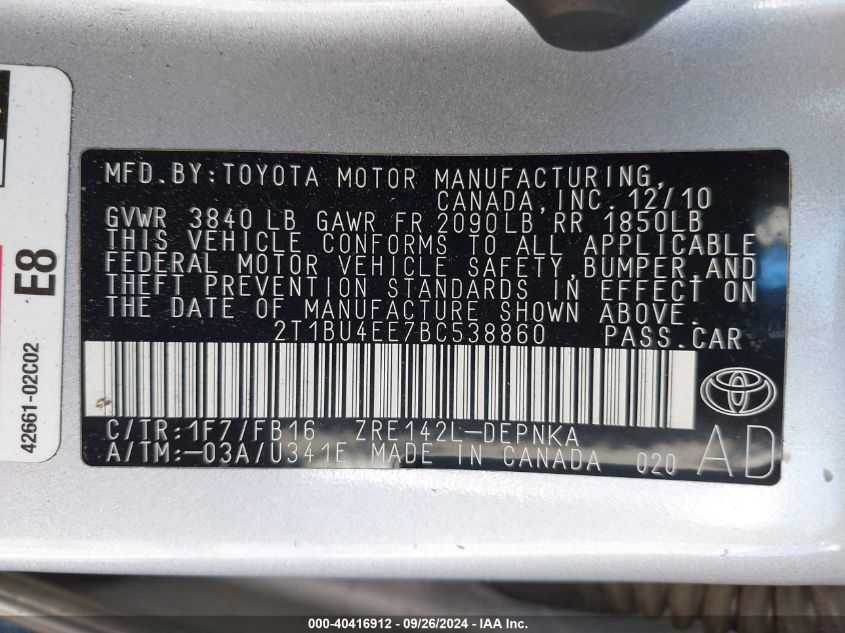 MFD.BY:TOYOTA MOTOR MANUFACTURING,
CANADA,INC. 12/10
GVWR 3840 LB GAWR FR 2090LB RR 1850LB
THIS VEHICLE CONFORMS TO ALL APPLICABLE
FEDERAL MOTOR VEHICLE SAFETY,BUMPER,AND
THEFT PREVENTION STANDARDS IN EFFECT ON
THE DATE OF MANUFACTURE SHOWN ABOVE.
2T1BU4EE7BC538860 PASS.CAR
C/TR:1F7/FB16 ZRE142L-DEPNKA
A/TM:-03A/U341E MADE IN CANADA 020 AD
E8
42661-02C02
000-40416912 - 09/26/2024 - IAA Inc.